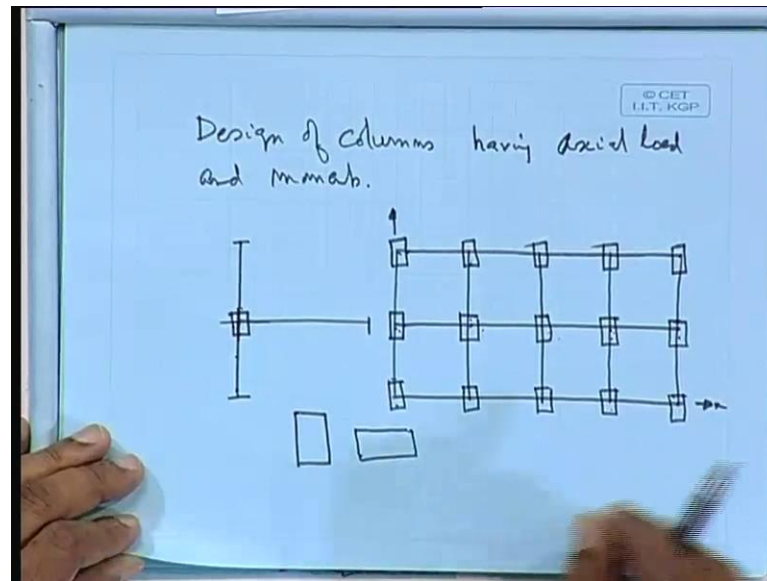 © CET
I.I.T. KGP
Design of columns having axial load
and moments.
x